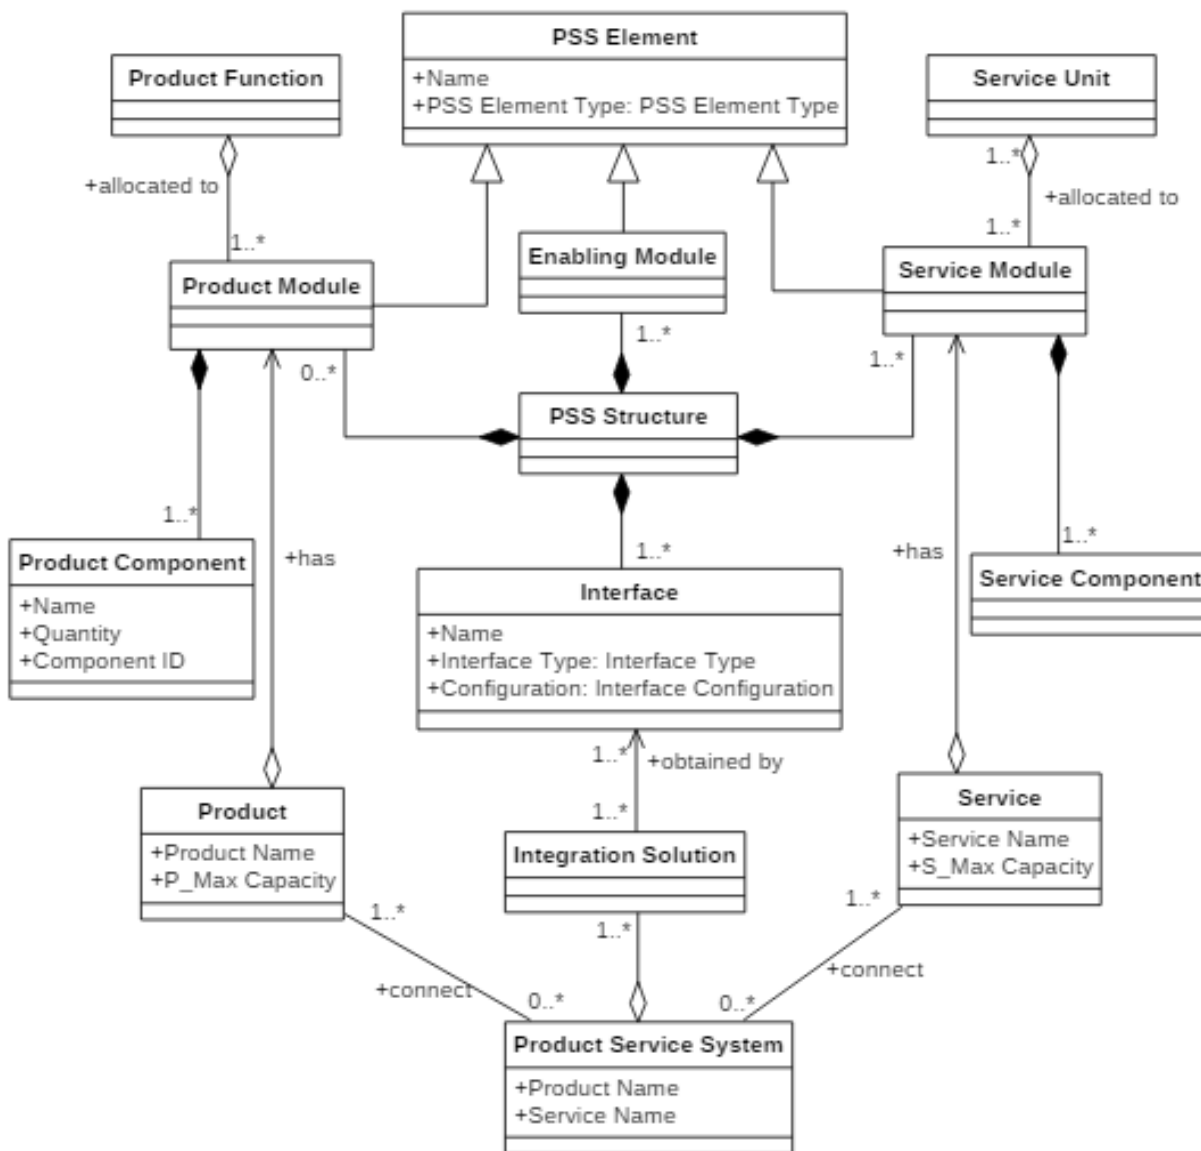 PSS Element
+Name
+PSS Element Type: PSS Element Type
Product Function
Service Unit
1..*
+allocated to
+allocated to
1..*
1..*
Enabling Module
Product Module
Service Module
1..*
0..*
1..*
PSS Structure
1..*
1..*
1..*
Product Component
+Name
+Quantity
+Component ID
+has
+has
Interface
+Name
+Interface Type: Interface Type
+Configuration: Interface Configuration
Service Component
1..*
+obtained by
1..*
Product
+Product Name
+P_Max Capacity
Integration Solution
Service
+Service Name
+S_Max Capacity
1..*
1..*
1..*
+connect
+connect
0..*
0..*
Product Service System
+Product Name
+Service Name